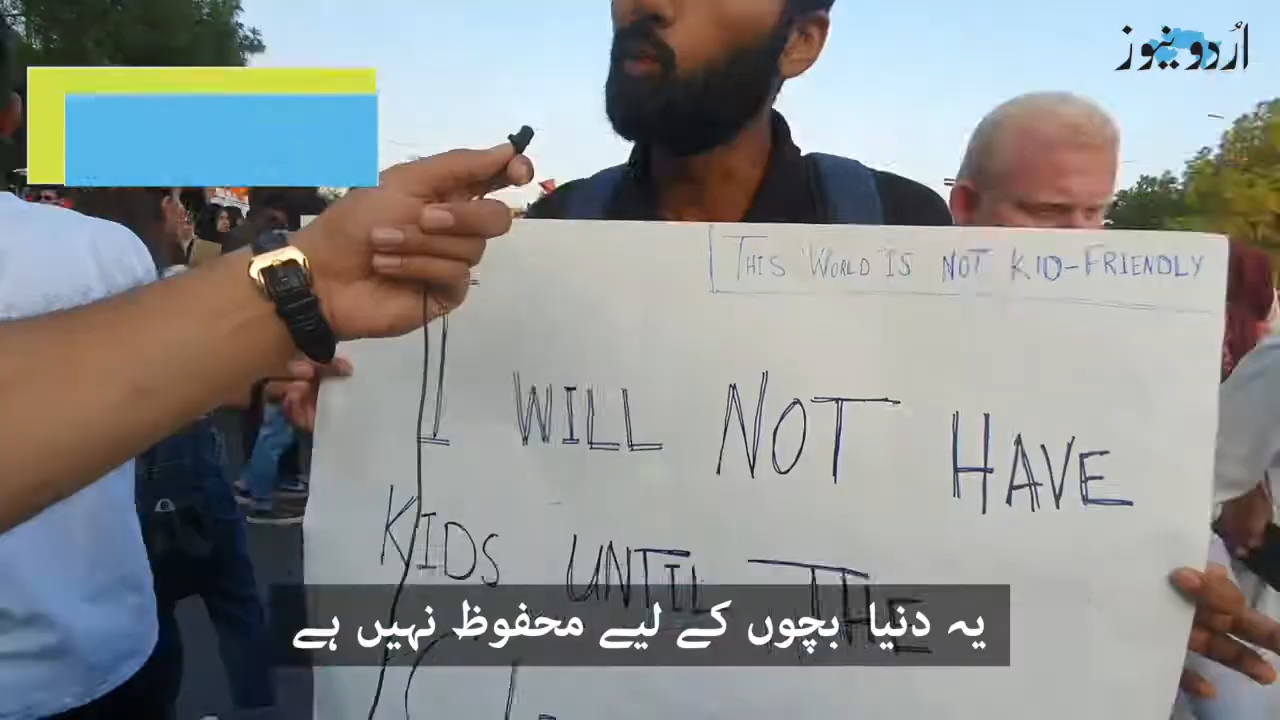 اُردو نیوز
THIS WORLD IS NOT KID-FRIENDLY
I WILL NOT HAVE
KIDS UNTIL THE
یہ دنیا بچوں کے لیے محفوظ نہیں ہے